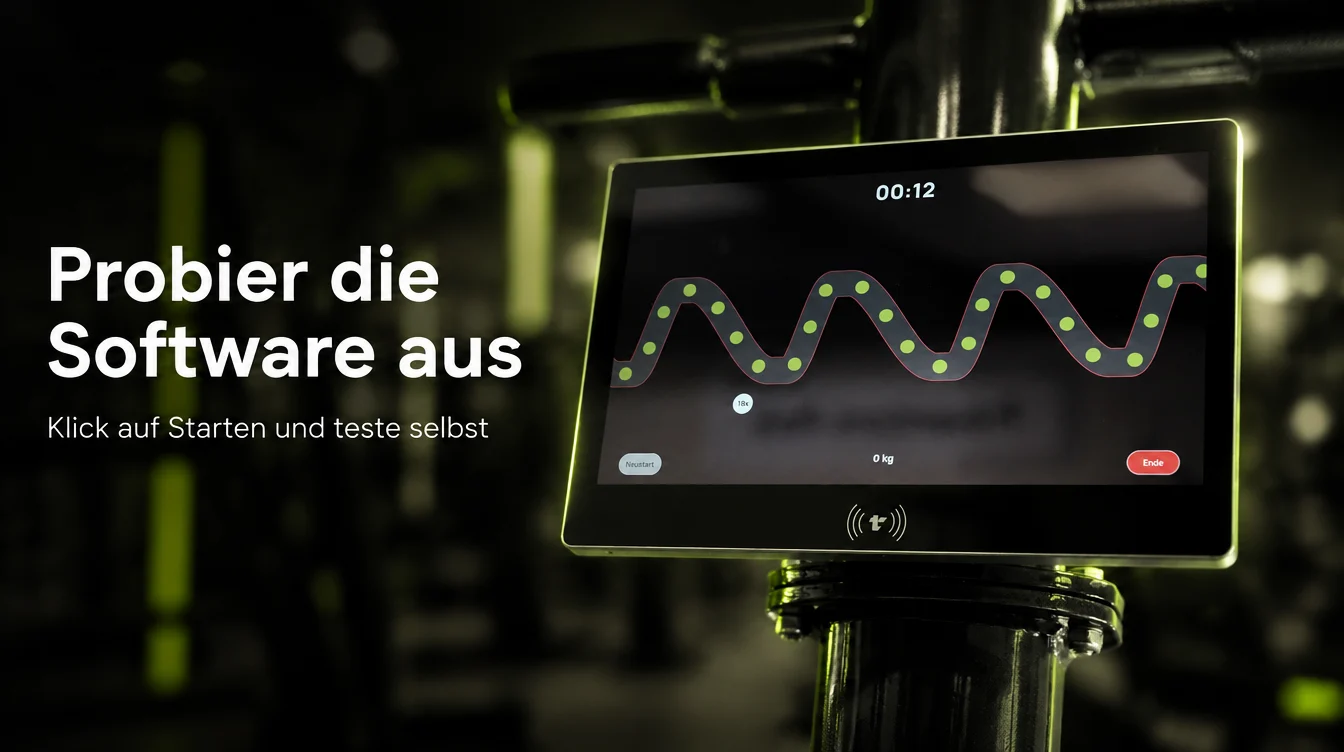 Probier die
Software aus
Klick auf Starten und teste selbst
00:12
18x
Neustart
0 kg
Ende